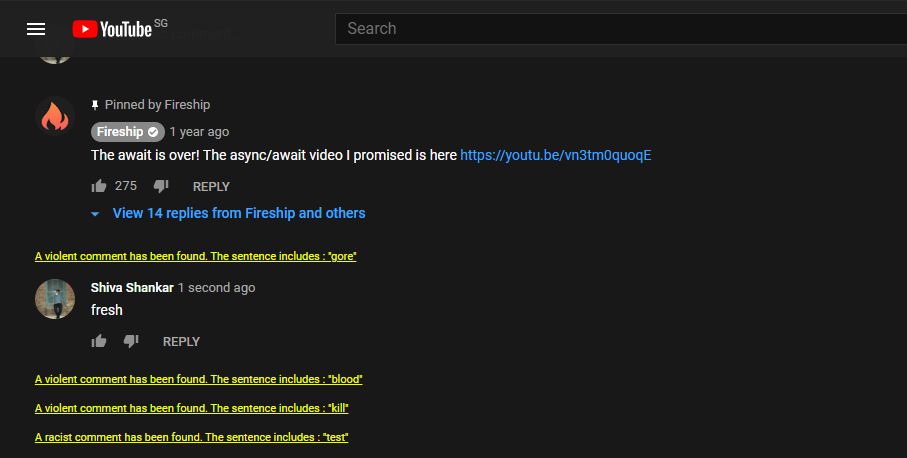 YouTube SG
Search
Pinned by Fireship
Fireship 1 year ago
The await is over! The async/await video I promised is here https://youtu.be/vn3tm0quoqE
275 REPLY
View 14 replies from Fireship and others
A violent comment has been found. The sentence includes : "gore"
Shiva Shankar 1 second ago
fresh
REPLY
A violent comment has been found. The sentence includes : "blood"
A violent comment has been found. The sentence includes : "kill"
A racist comment has been found. The sentence includes : "test"